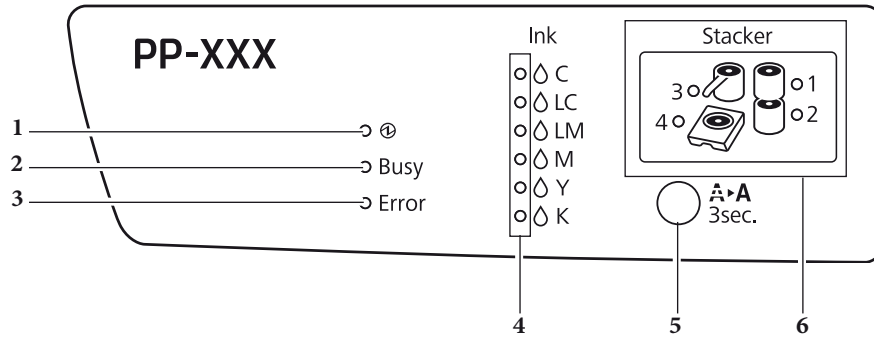 PP-XXX
Ink
Stacker
C
LC
LM
M
Y
K
3
1
4
2
1
2
Busy
3
Error
A▸A
3sec.
4
5
6